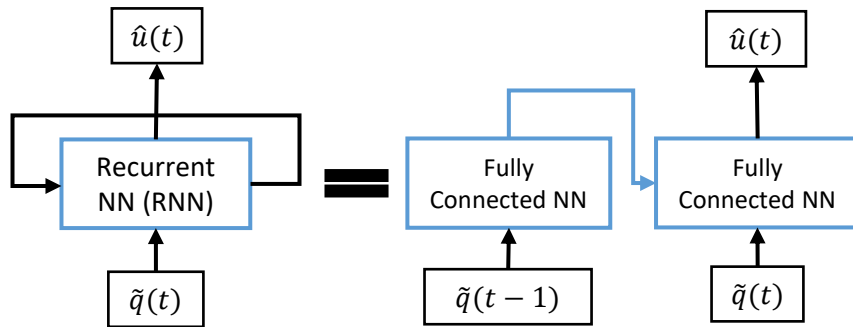 û(t)
Recurrent
NN (RNN)
q̃(t)
=
Fully
Connected NN
q̃(t − 1)
û(t)
Fully
Connected NN
q̃(t)